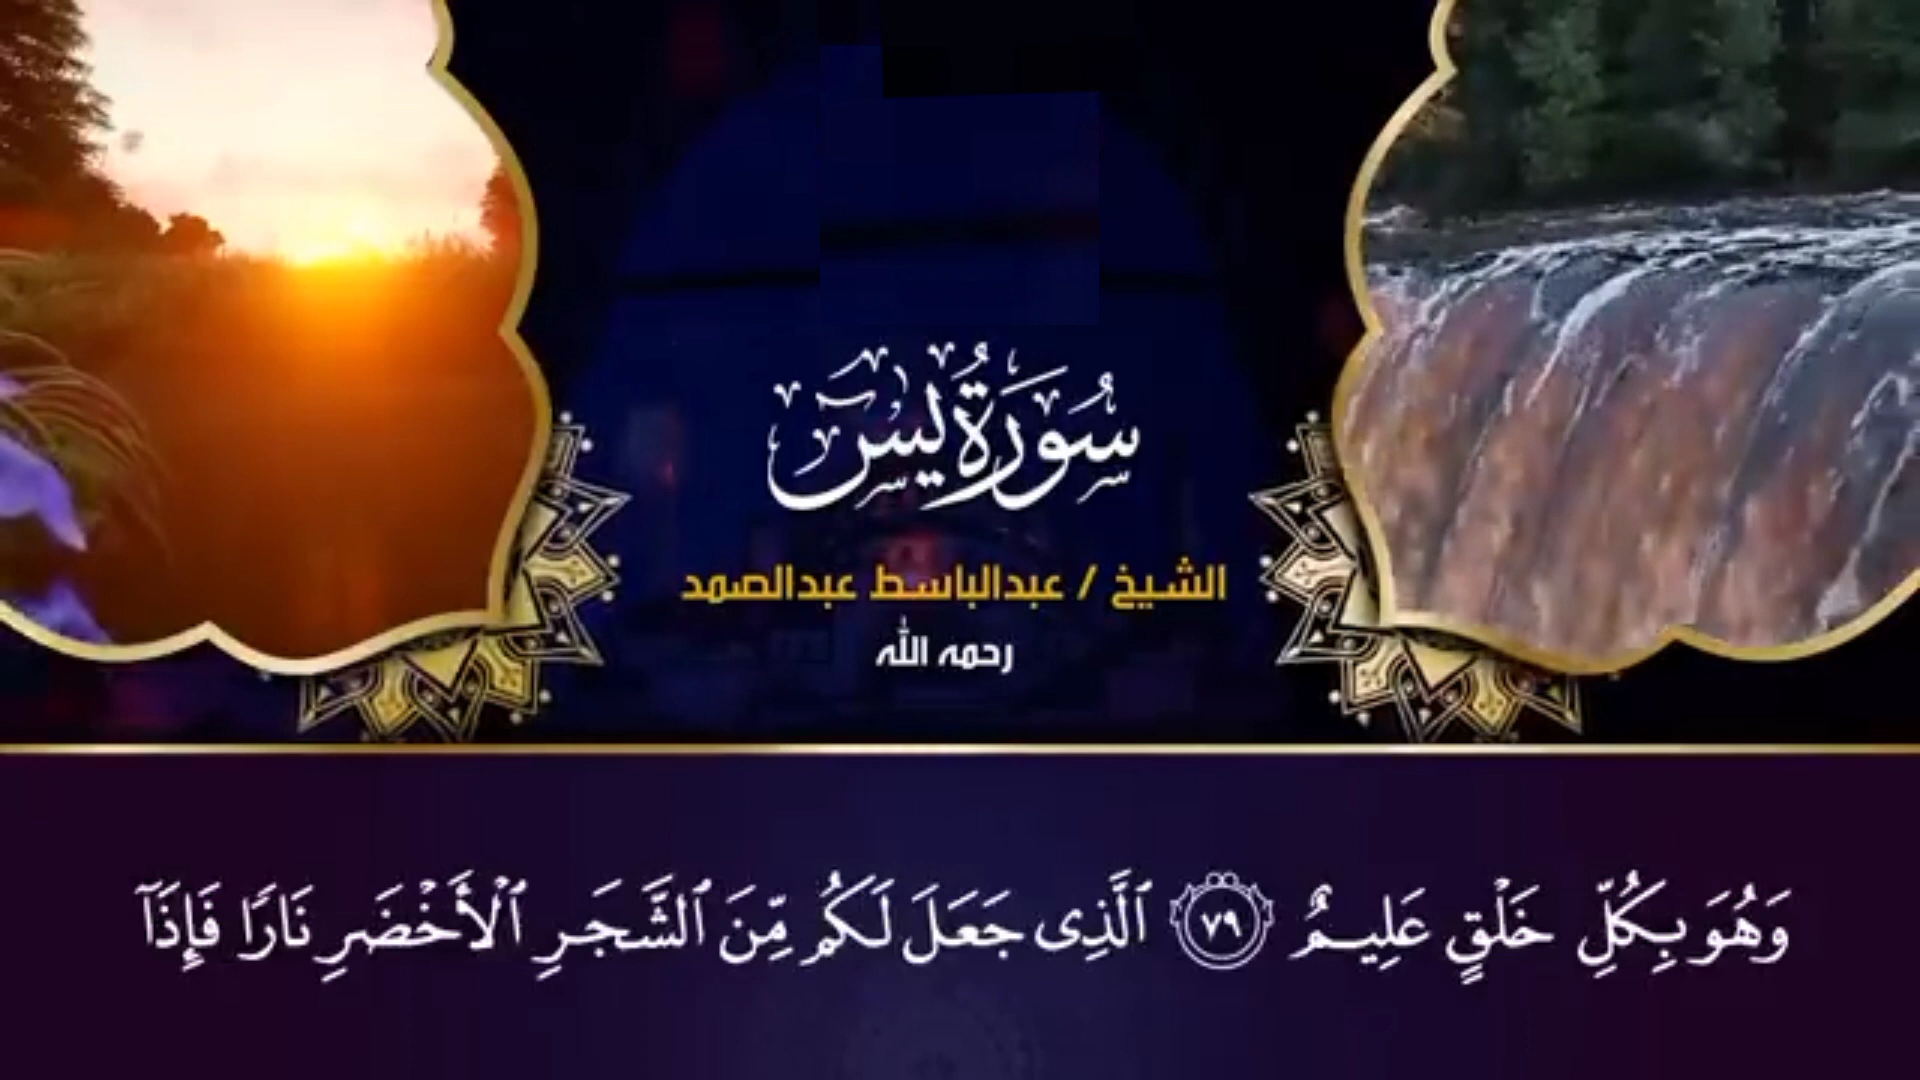 سُورَةُ يسٓ
الشيخ / عبدالباسط عبدالصمد
رحمه الله
وَهُوَ بِكُلِّ خَلْقٍ عَلِيمٌ ٧٩ ٱلَّذِى جَعَلَ لَكُم مِّنَ ٱلشَّجَرِ ٱلْأَخْضَرِ نَارًا فَإِذَآ